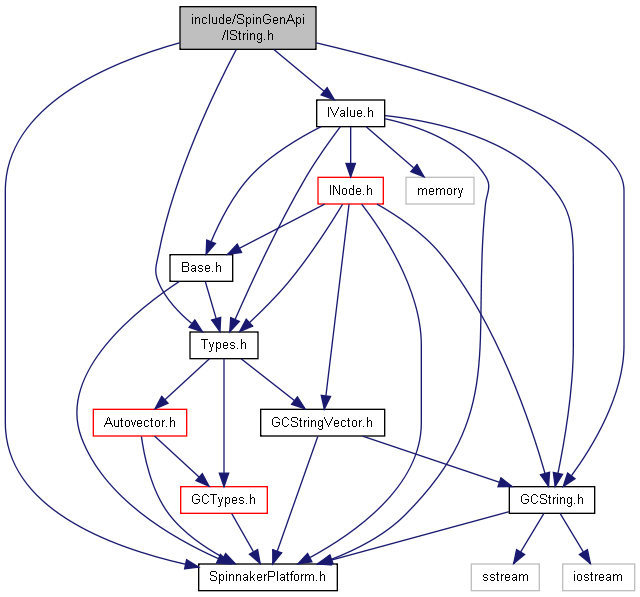 include/SpinGenApi
/IString.h
IValue.h
INode.h
memory
Base.h
Types.h
Autovector.h
GCStringVector.h
GCTypes.h
GCString.h
SpinnakerPlatform.h
sstream
iostream